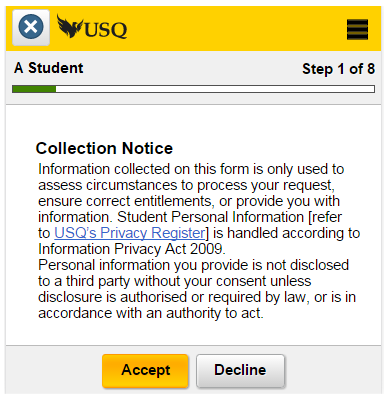 USQ
A Student
Step 1 of 8
Collection Notice
Information collected on this form is only used to
assess circumstances to process your request,
ensure correct entitlements, or provide you with
information. Student Personal Information [refer
to USQ's Privacy Register] is handled according to
Information Privacy Act 2009.
Personal information you provide is not disclosed
to a third party without your consent unless
disclosure is authorised or required by law, or is in
accordance with an authority to act.
Accept
Decline